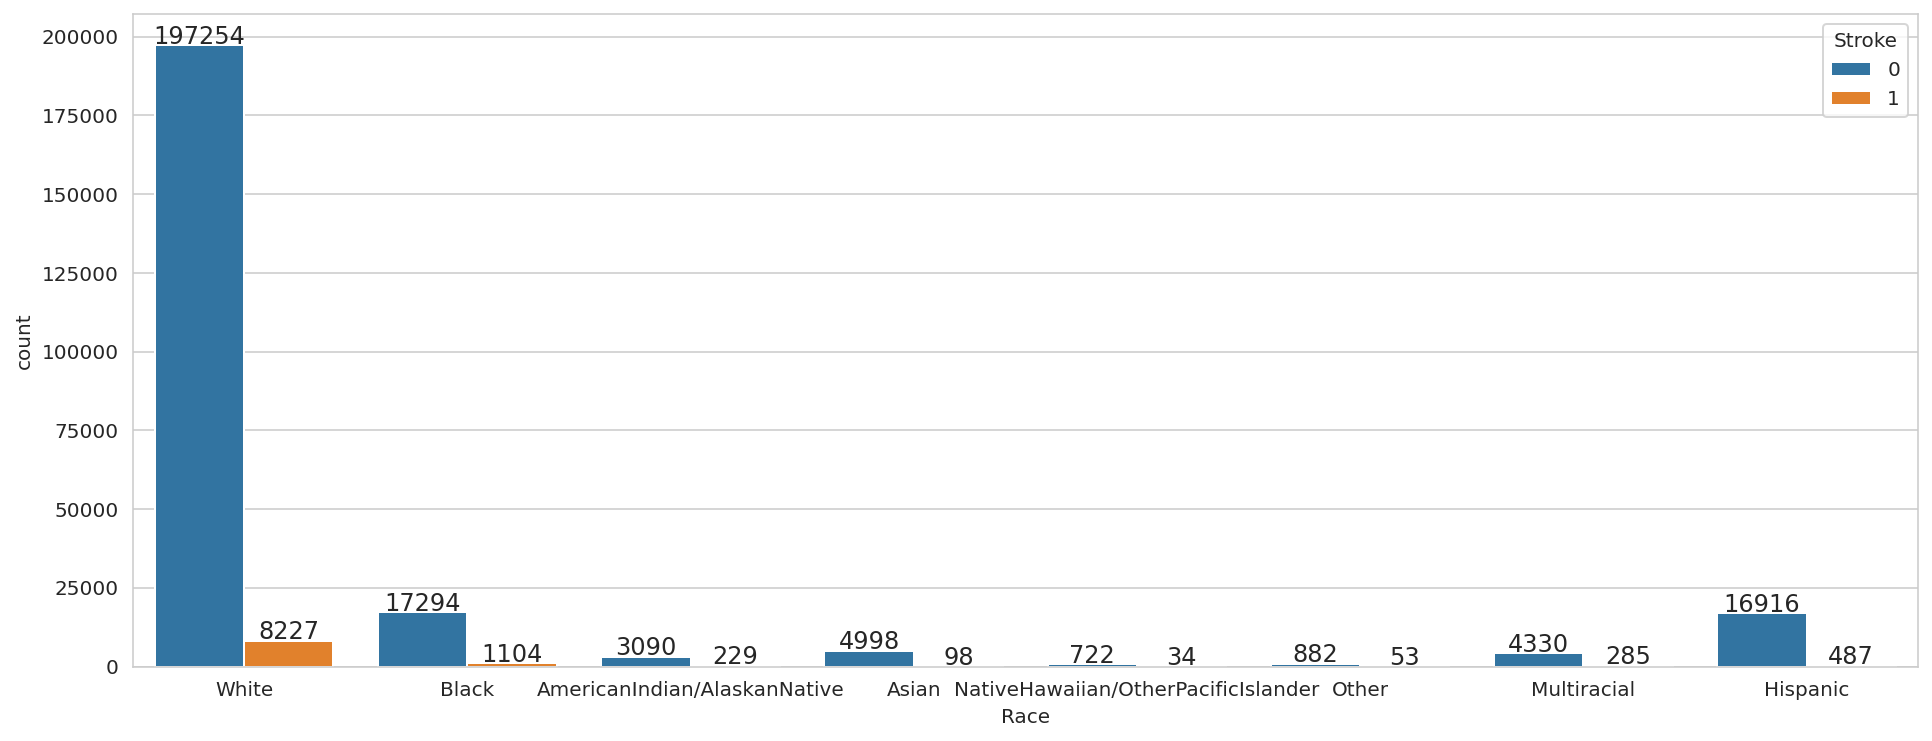 200000
175000
150000
125000
100000
75000
50000
25000
0
count
197254
8227
17294
1104
3090
229
4998
98
722
34
882
53
4330
285
16916
487
Stroke
0
1
White
Black
AmericanIndian/AlaskanNative
Asian
NativeHawaiian/OtherPacificIslander
Other
Multiracial
Hispanic
Race